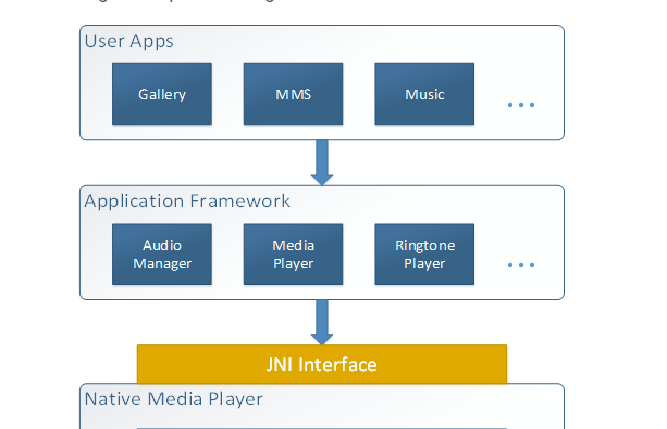 User Apps
Gallery
MMS
Music
...
Application Framework
Audio
Manager
Media
Player
Ringtone
Player
...
JNI Interface
Native Media Player